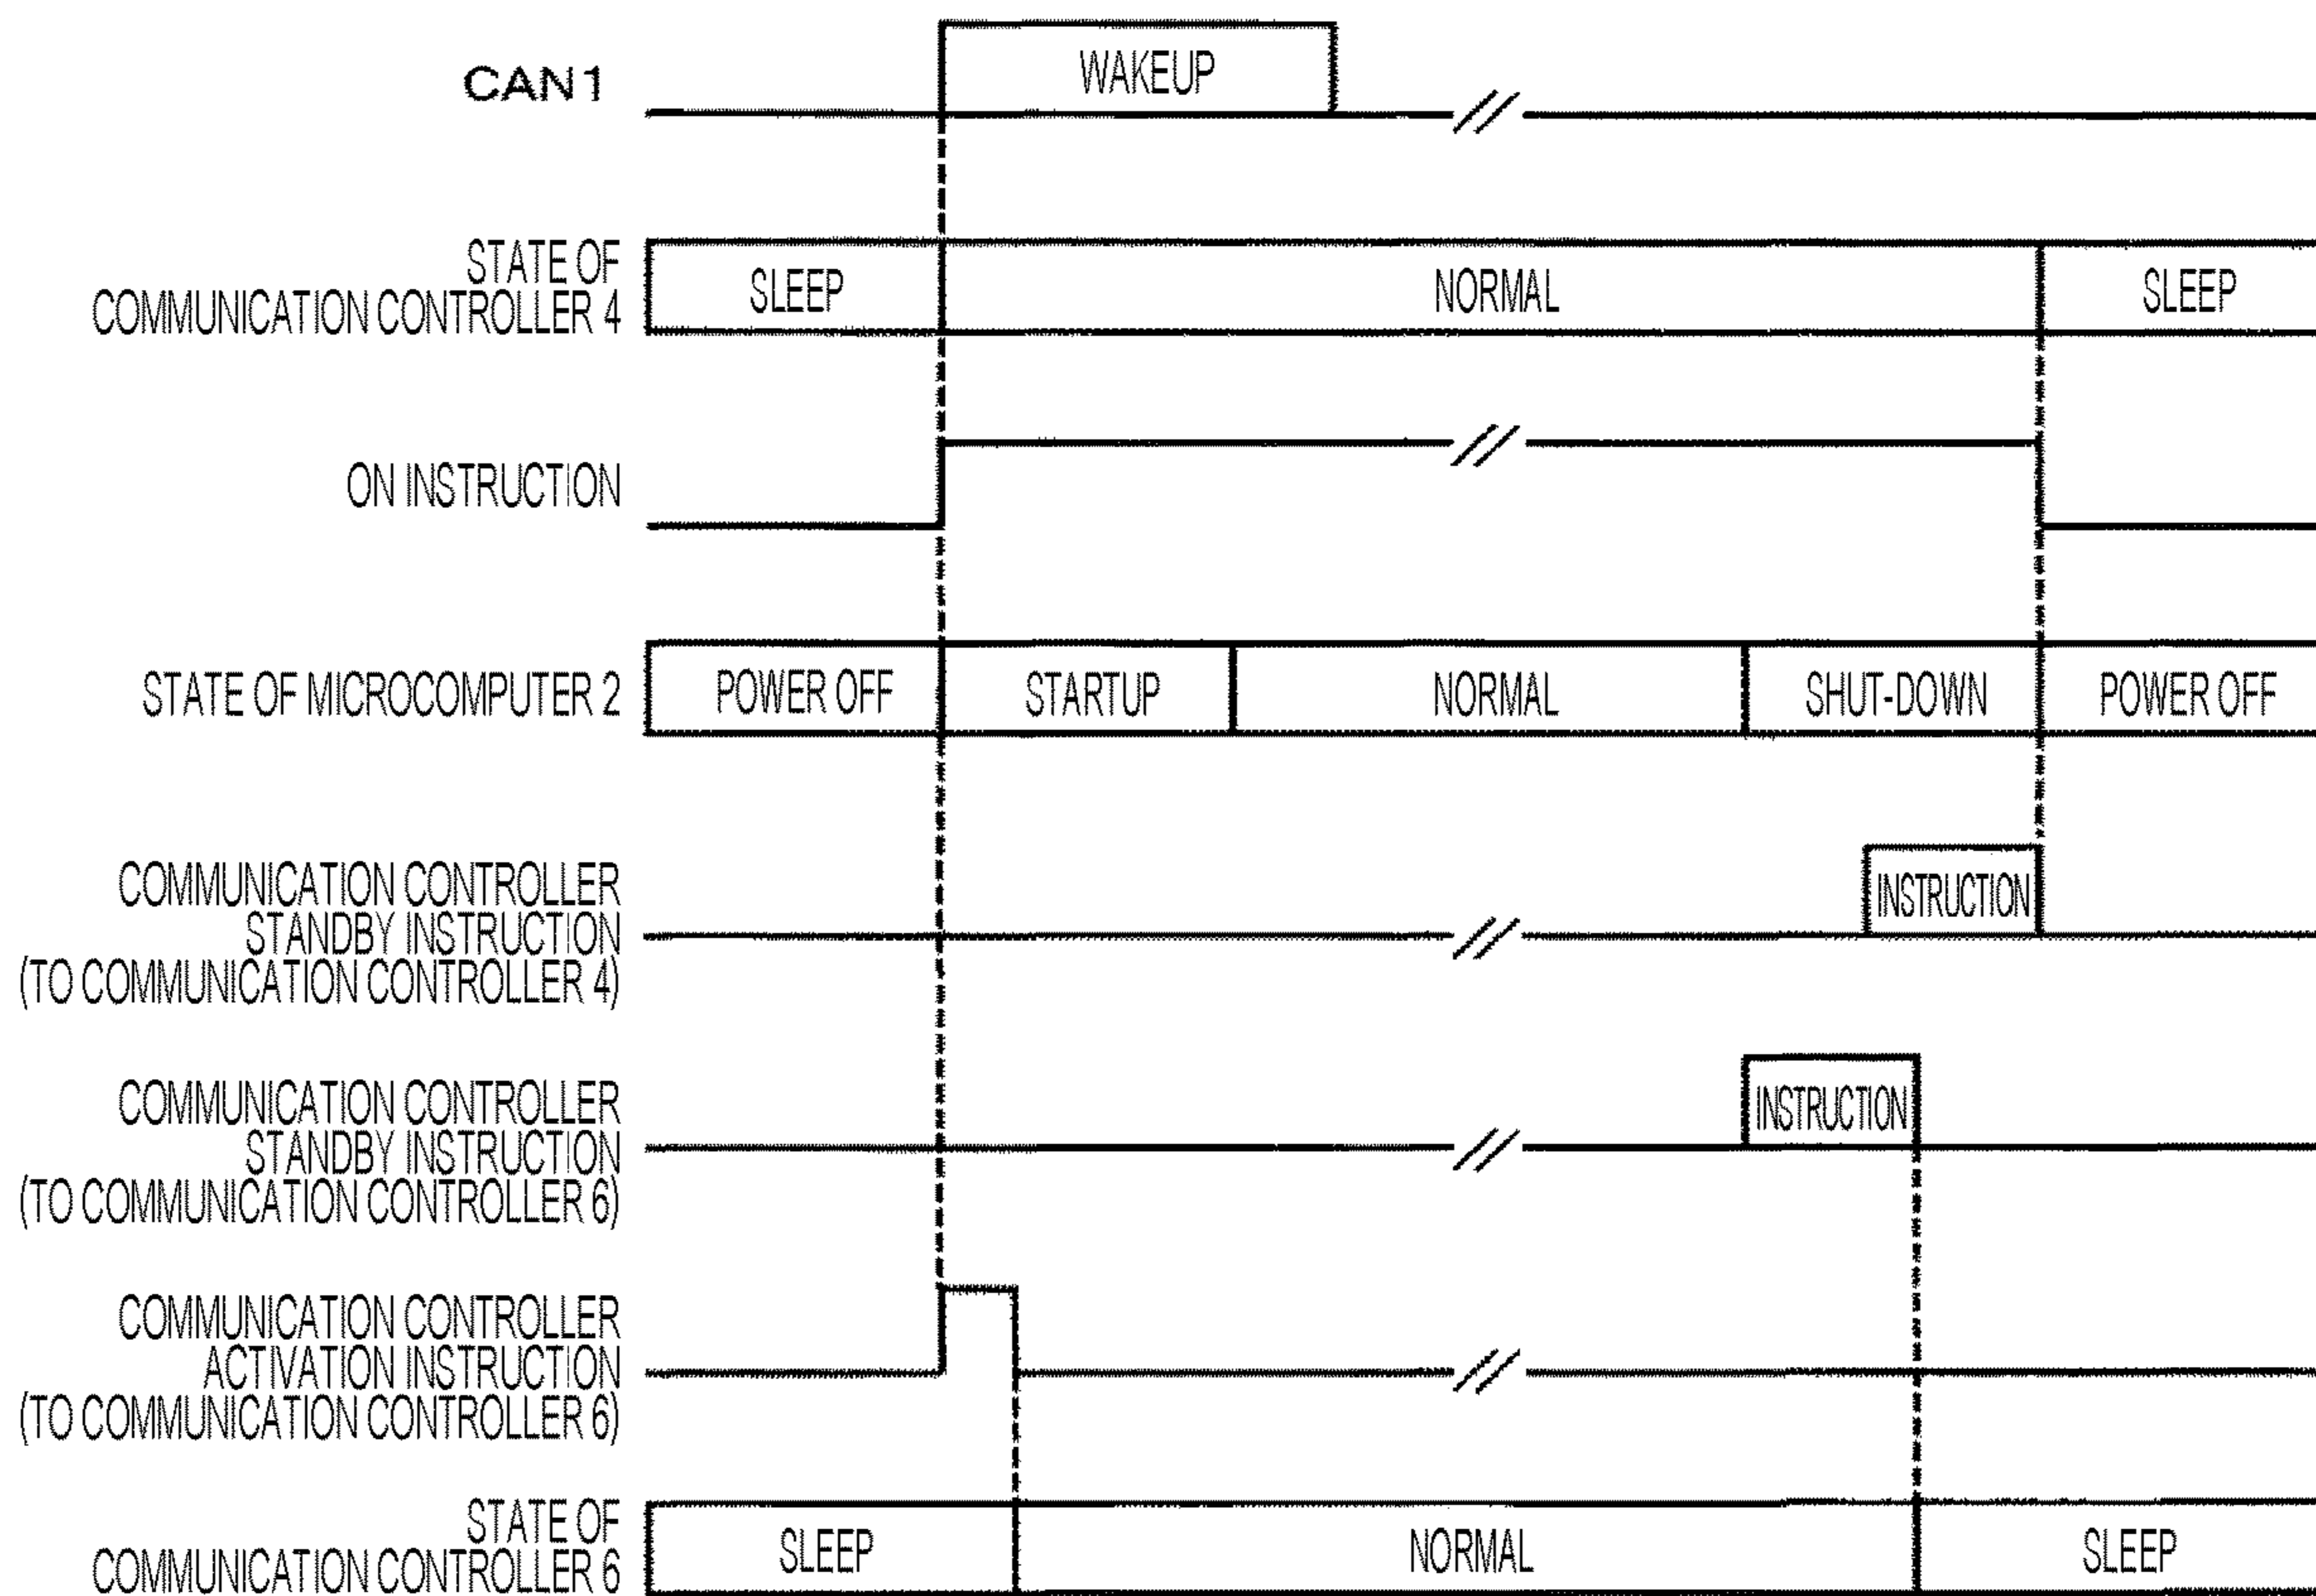 CAN1
WAKEUP
STATE OF
COMMUNICATION CONTROLLER 4
SLEEP
NORMAL
SLEEP
ON INSTRUCTION
STATE OF MICROCOMPUTER 2
POWER OFF
STARTUP
NORMAL
SHUT-DOWN
POWER OFF
COMMUNICATION CONTROLLER
STANDBY INSTRUCTION
(TO COMMUNICATION CONTROLLER 4)
INSTRUCTION
COMMUNICATION CONTROLLER
STANDBY INSTRUCTION
(TO COMMUNICATION CONTROLLER 6)
INSTRUCTION
COMMUNICATION CONTROLLER
ACTIVATION INSTRUCTION
(TO COMMUNICATION CONTROLLER 6)
STATE OF
COMMUNICATION CONTROLLER 6
SLEEP
NORMAL
SLEEP